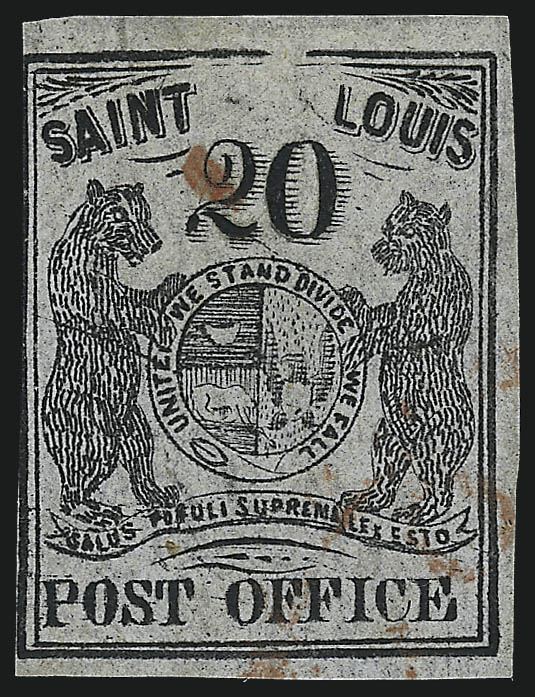 SAINT LOUIS
20
UNITED WE STAND DIVIDED WE FALL
SALUS POPULI SUPREMA LEX ESTO
POST OFFICE